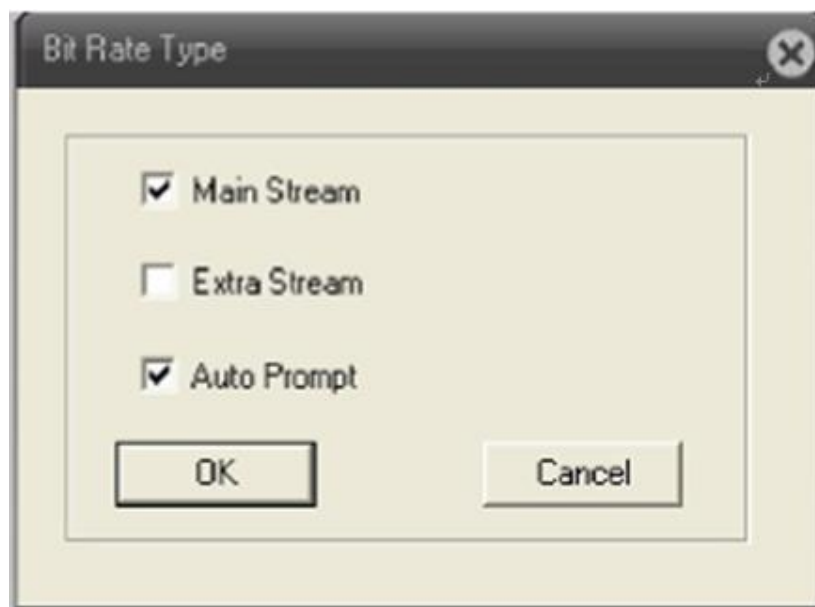 Bit Rate Type
Main Stream
Extra Stream
Auto Prompt
OK Cancel